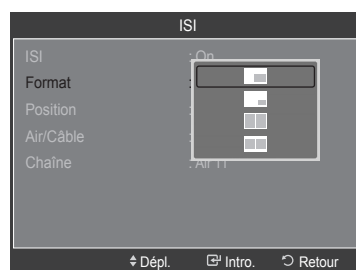 ISI
ISI : On
Format :
Position :
Air/Câble :
Chaîne : Air 11
Dépl. Intro. Retour